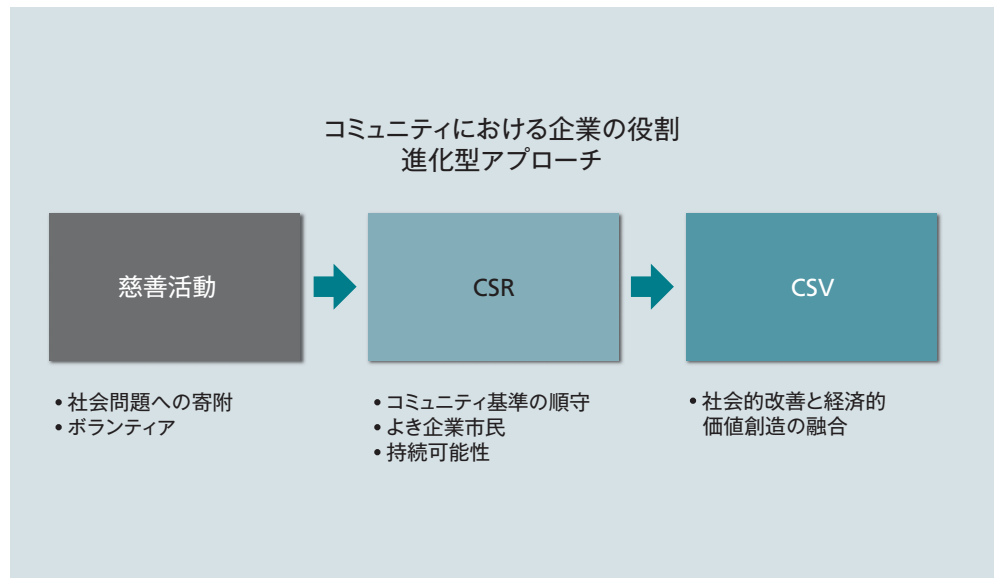 コミュニティにおける企業の役割
進化型アプローチ
慈善活動
CSR
CSV
• 社会問題への寄附
• ボランティア
• コミュニティ基準の順守
• よき企業市民
• 持続可能性
• 社会的改善と経済的
価値創造の融合